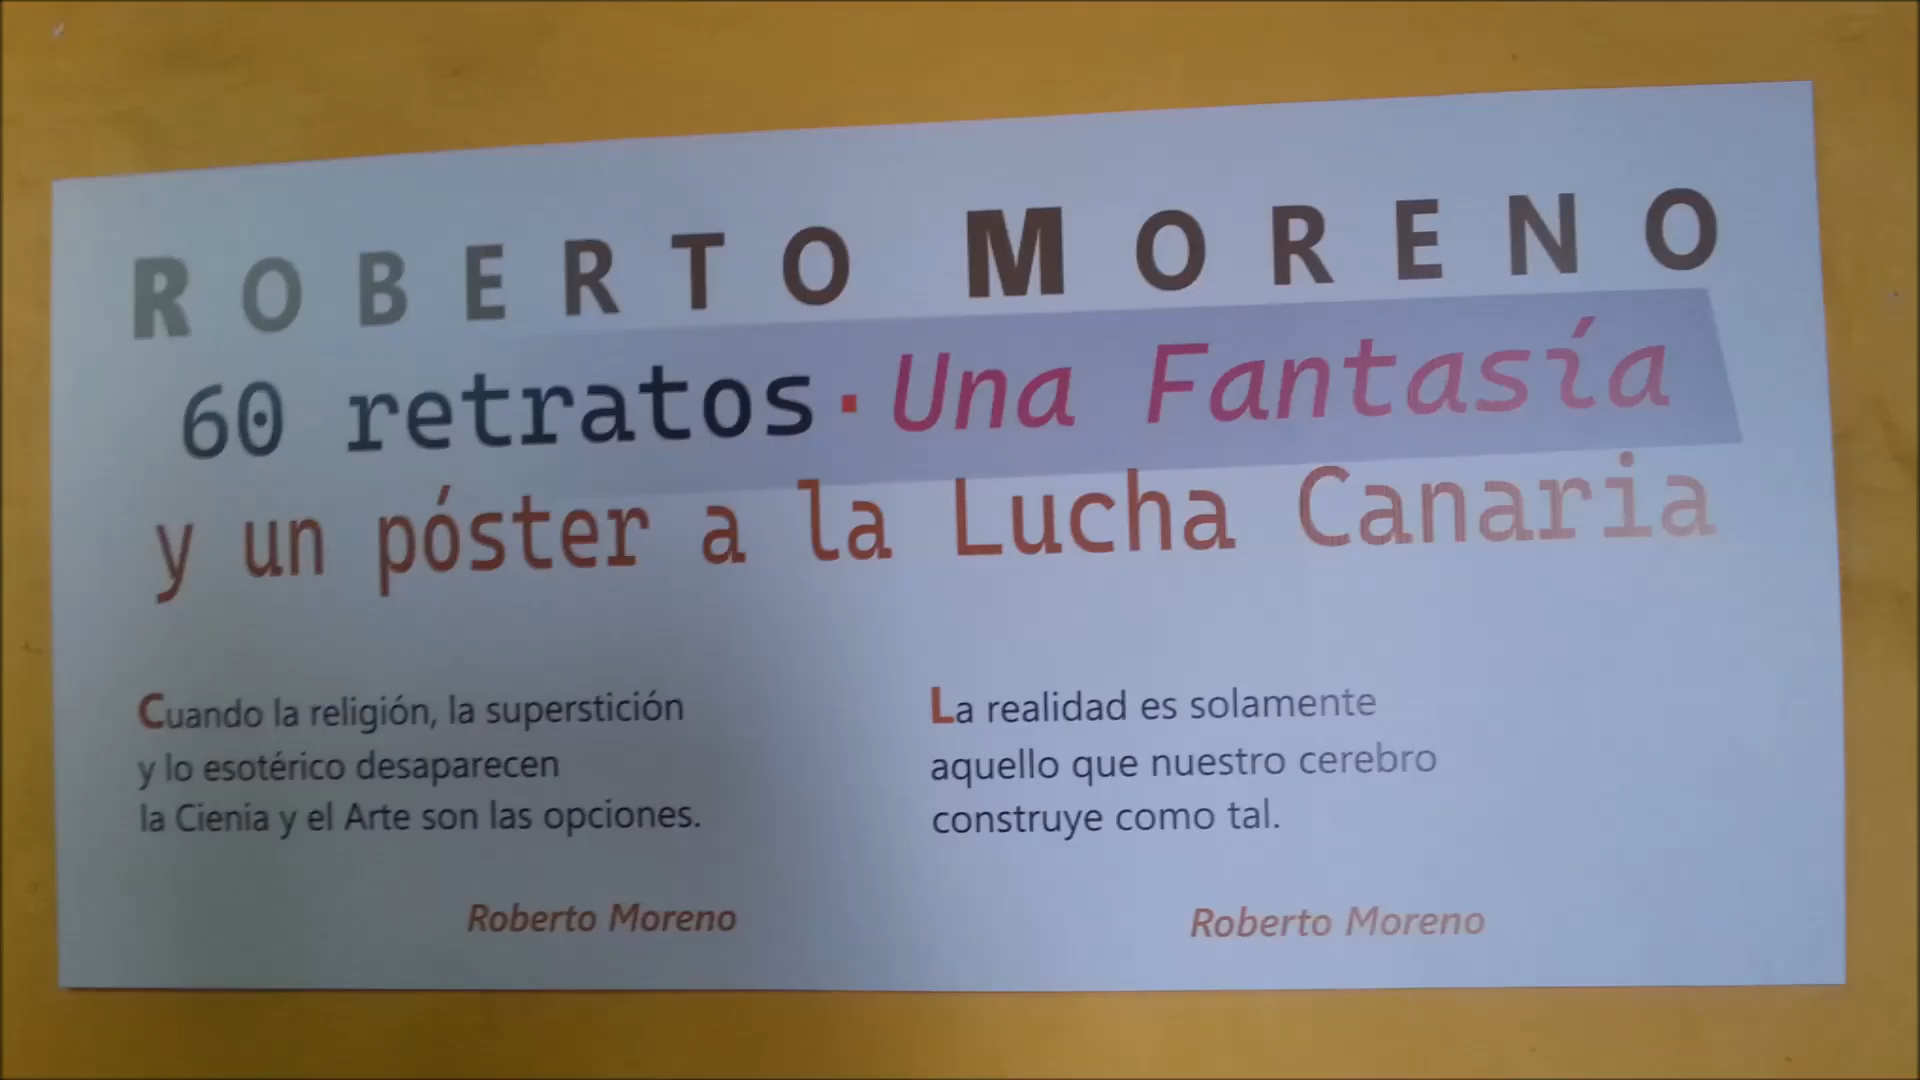 ROBERTO MORENO
60 retratos · Una Fantasía
y un póster a la Lucha Canaria
Cuando la religión, la superstición
y lo esotérico desaparecen
la Cienia y el Arte son las opciones.
Roberto Moreno
La realidad es solamente
aquello que nuestro cerebro
construye como tal.
Roberto Moreno